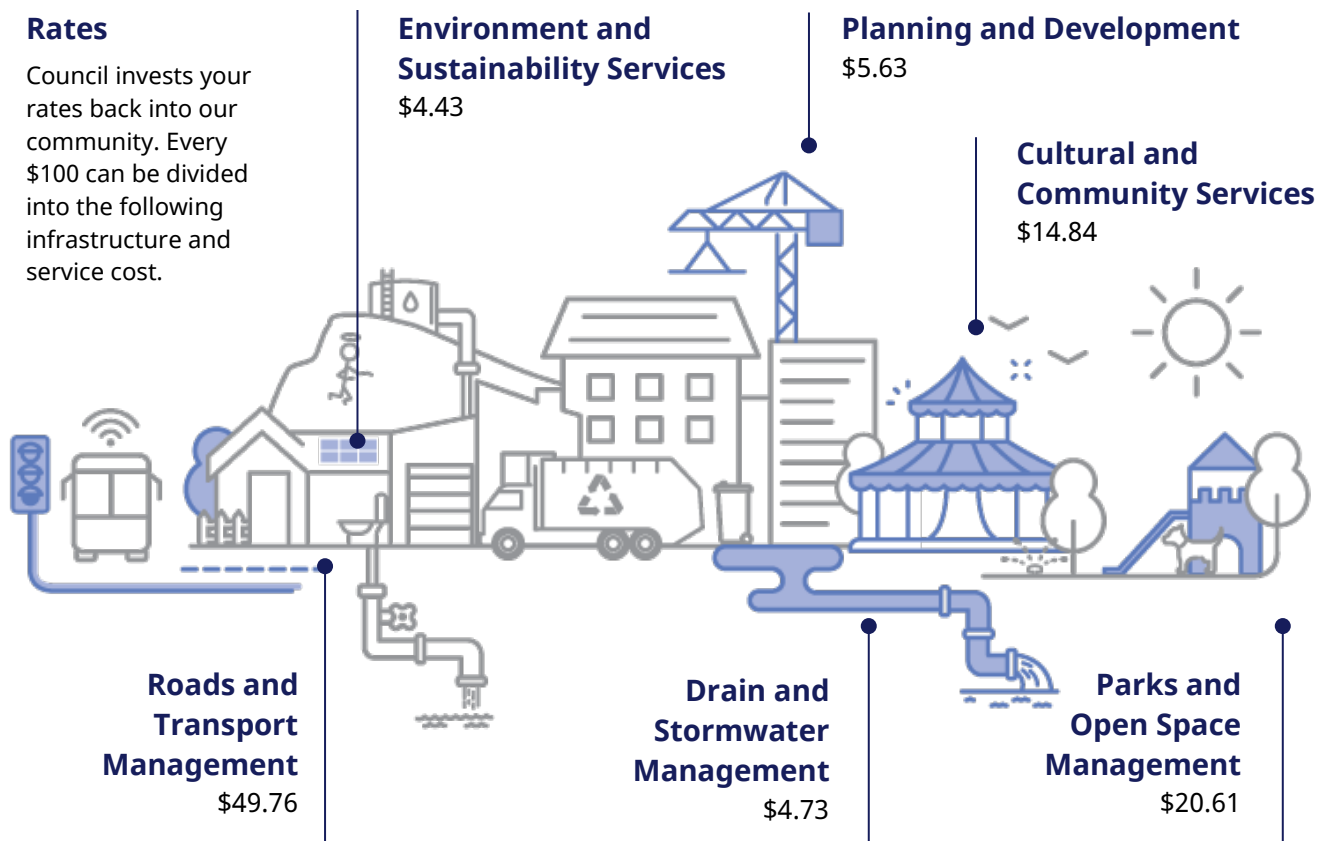 Rates
Council invests your
rates back into our
community. Every
$100 can be divided
into the following
infrastructure and
service cost.
Environment and
Sustainability Services
$4.43
Planning and Development
$5.63
Cultural and
Community Services
$14.84
Roads and
Transport
Management
$49.76
Drain and
Stormwater
Management
$4.73
Parks and
Open Space
Management
$20.61